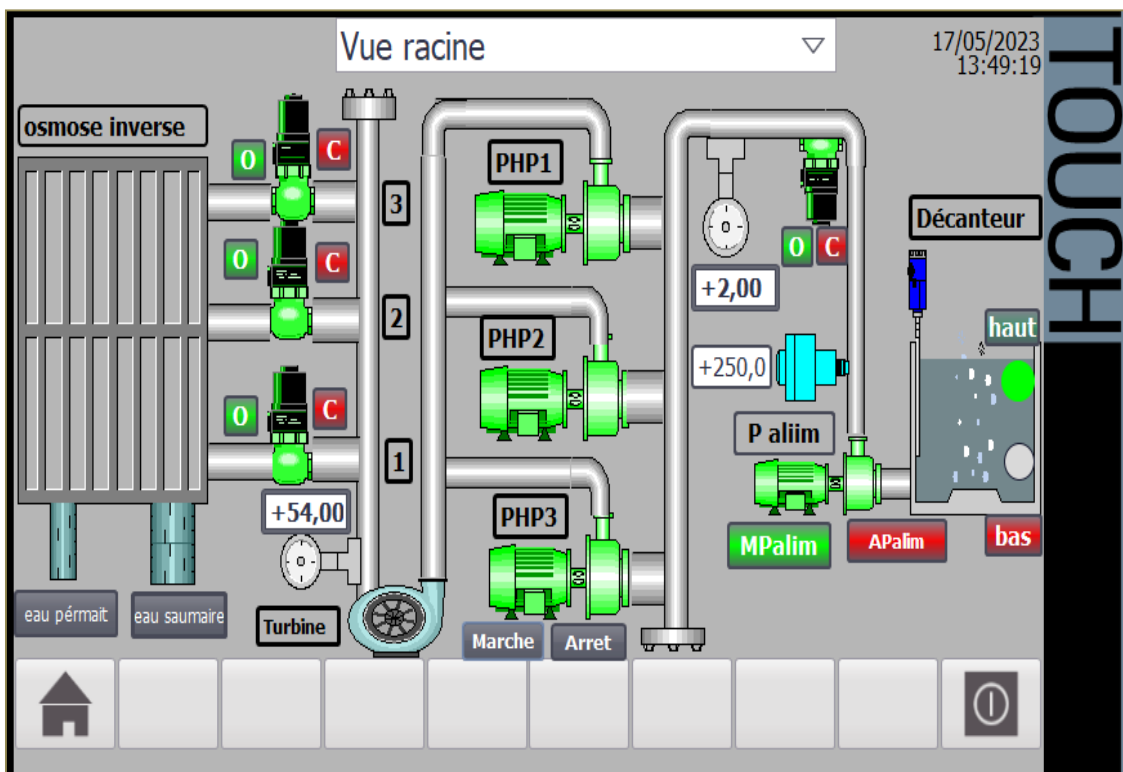 Vue racine
17/05/2023
13:49:19
TOUCH
osmose inverse
O
C
PHP1
3
Décanteur
O
C
O
C
+2,00
2
PHP2
haut
+250,0
O
C
P aliim
1
+54,00
PHP3
MPalim
APalim
bas
eau pérmait
eau saumaire
Turbine
Marche
Arret